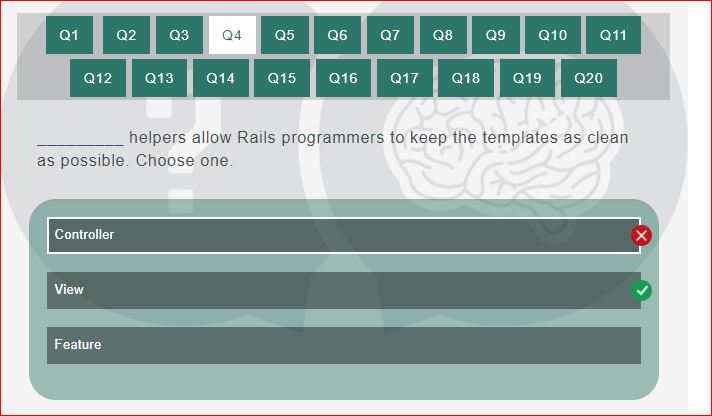 Q1 Q2 Q3 Q4 Q5 Q6 Q7 Q8 Q9 Q10 Q11
Q12 Q13 Q14 Q15 Q16 Q17 Q18 Q19 Q20
_________ helpers allow Rails programmers to keep the templates as clean
as possible. Choose one.
Controller
View
Feature